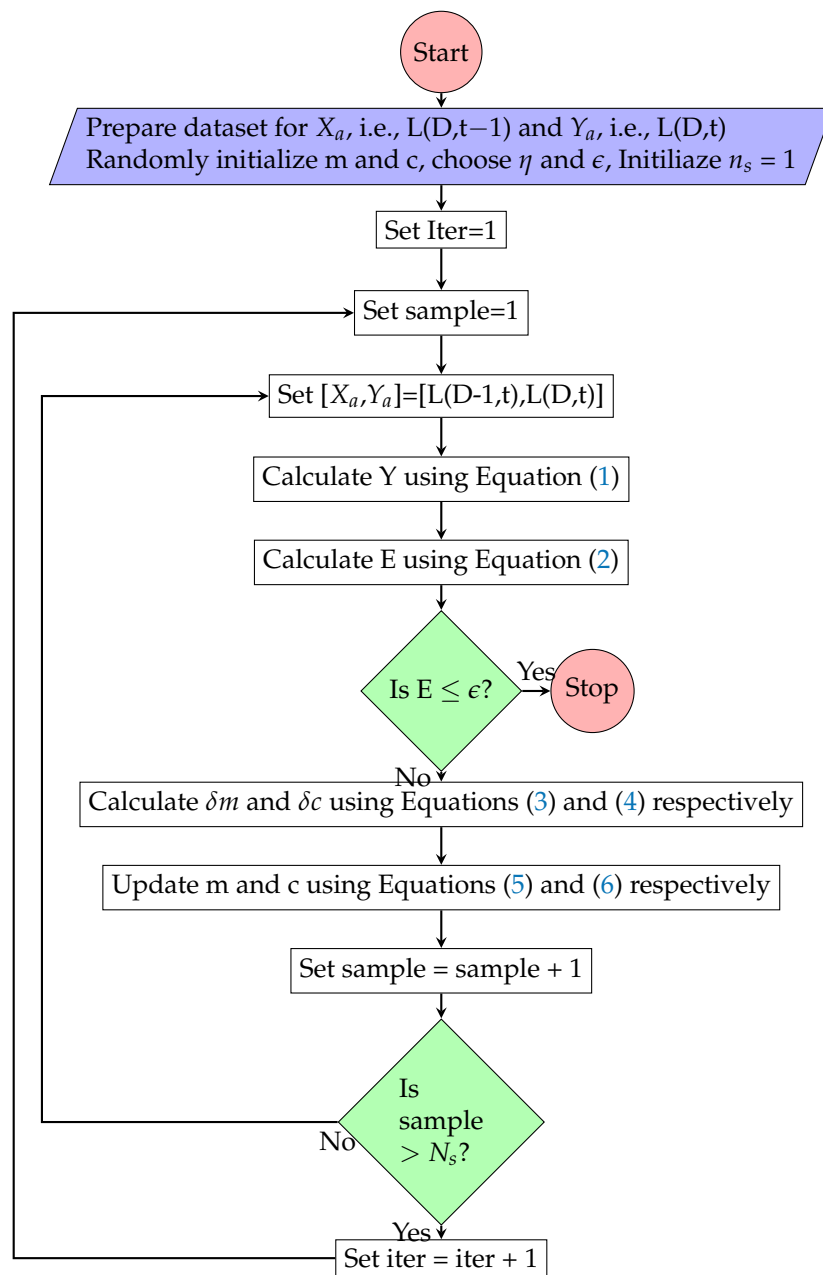 Start
Prepare dataset for Xₐ, i.e., L(D,t−1) and Yₐ, i.e., L(D,t)
Randomly initialize m and c, choose η and ϵ, Initiliaze nₛ = 1
Set Iter=1
Set sample=1
Set [Xₐ,Yₐ]=[L(D-1,t),L(D,t)]
Calculate Y using Equation (1)
Calculate E using Equation (2)
Is E ≤ ϵ?
Yes
Stop
No
Calculate δm and δc using Equations (3) and (4) respectively
Update m and c using Equations (5) and (6) respectively
Set sample = sample + 1
Is
sample
> Nₛ?
No
Yes
Set iter = iter + 1